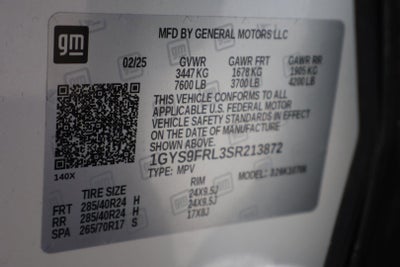 gm
MFD BY GENERAL MOTORS LLC
02/25 GVWR GAWR FRT GAWR RR
3447 KG 1678 KG 1905 KG
7600 LB 3700 LB 4200 LB
THIS VEHICLE CONFORMS TO ALL
APPLICABLE U.S. FEDERAL MOTOR
VEHICLE SAFETY STANDARDS IN EFFECT
ON THE DATE OF MANUFACTURE
SHOWN ABOVE.
1GYS9FRL3SR213872
140X TYPE: MPV MODEL:
TIRE SIZE RIM
FRT 285/40R24 H 24X9.5J
RR 285/40R24 H 24X9.5J
SPA 265/70R17 S 17X8J